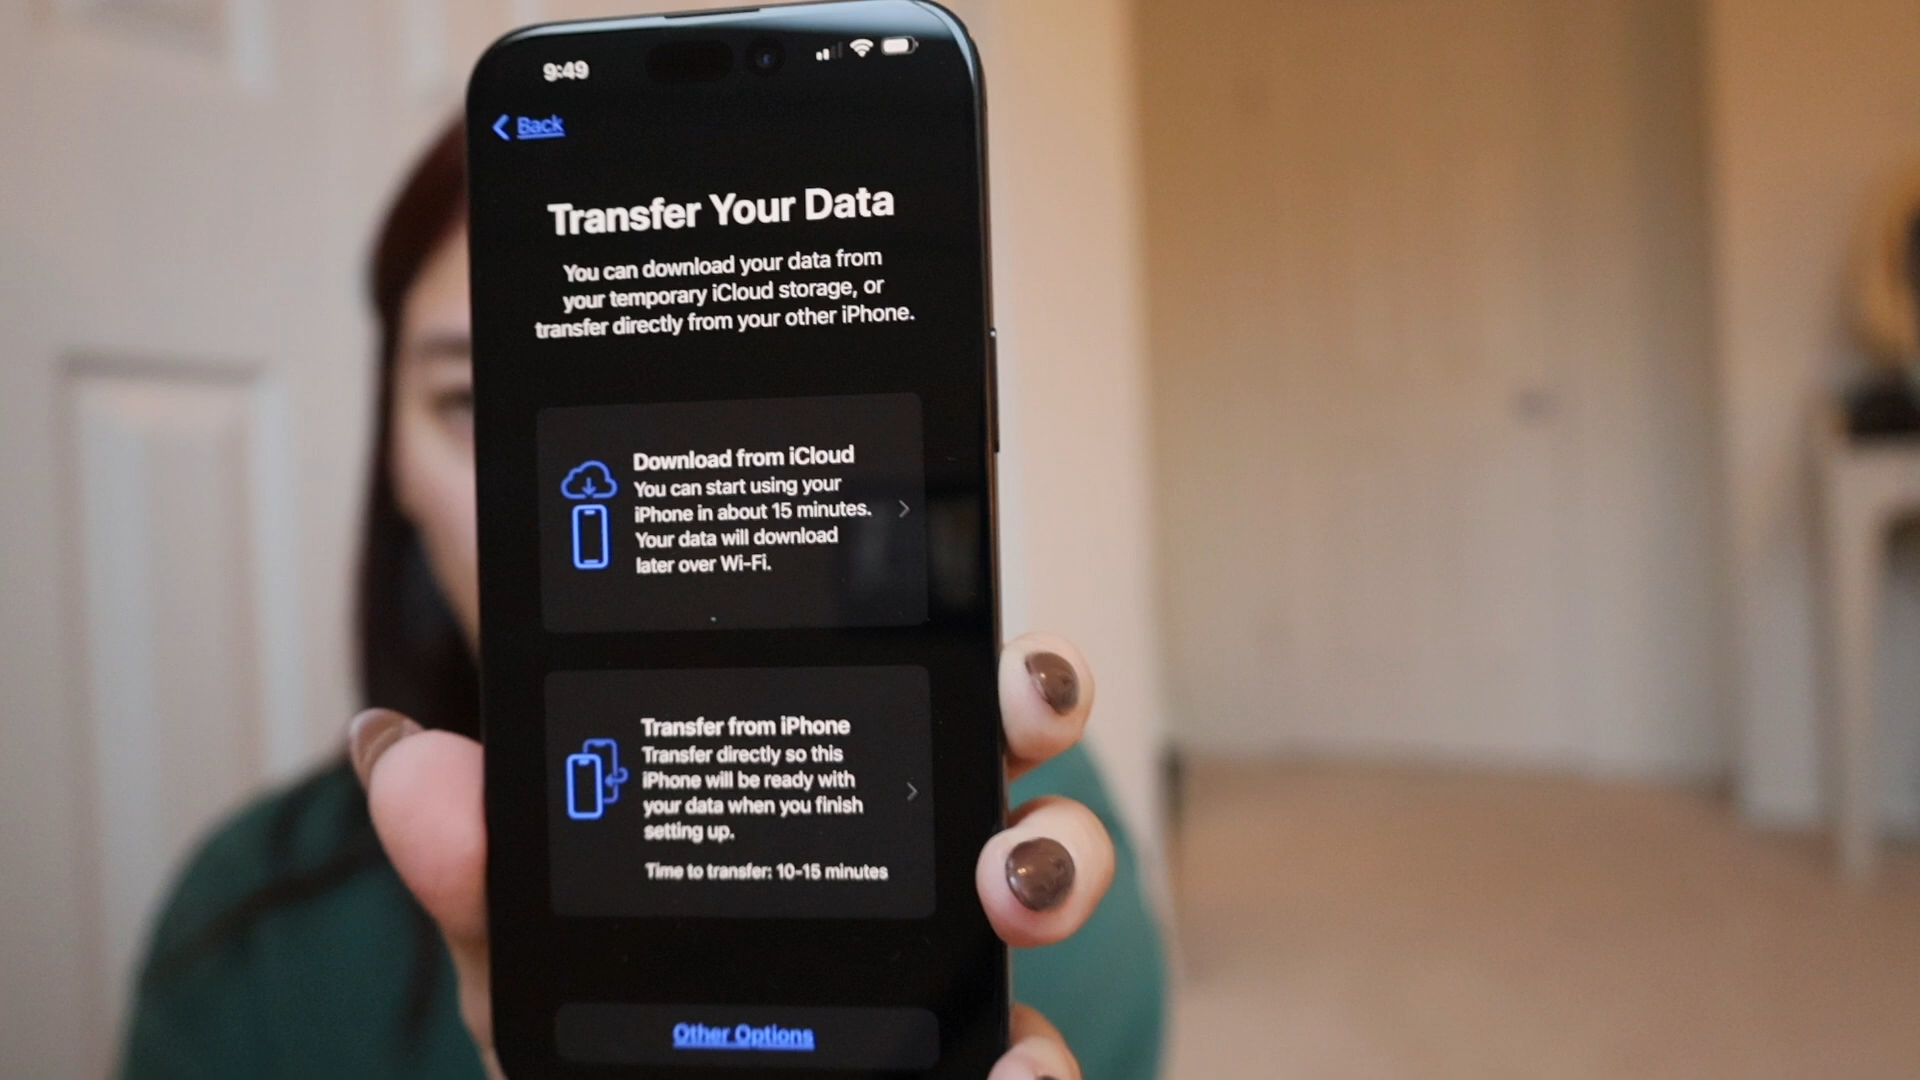 9:49
Back
Transfer Your Data
You can download your data from
your temporary iCloud storage, or
transfer directly from your other iPhone.
Download from iCloud
You can start using your
iPhone in about 15 minutes.
Your data will download
later over Wi-Fi.
Transfer from iPhone
Transfer directly so this
iPhone will be ready with
your data when you finish
setting up.
Time to transfer: 10-15 minutes
Other Options